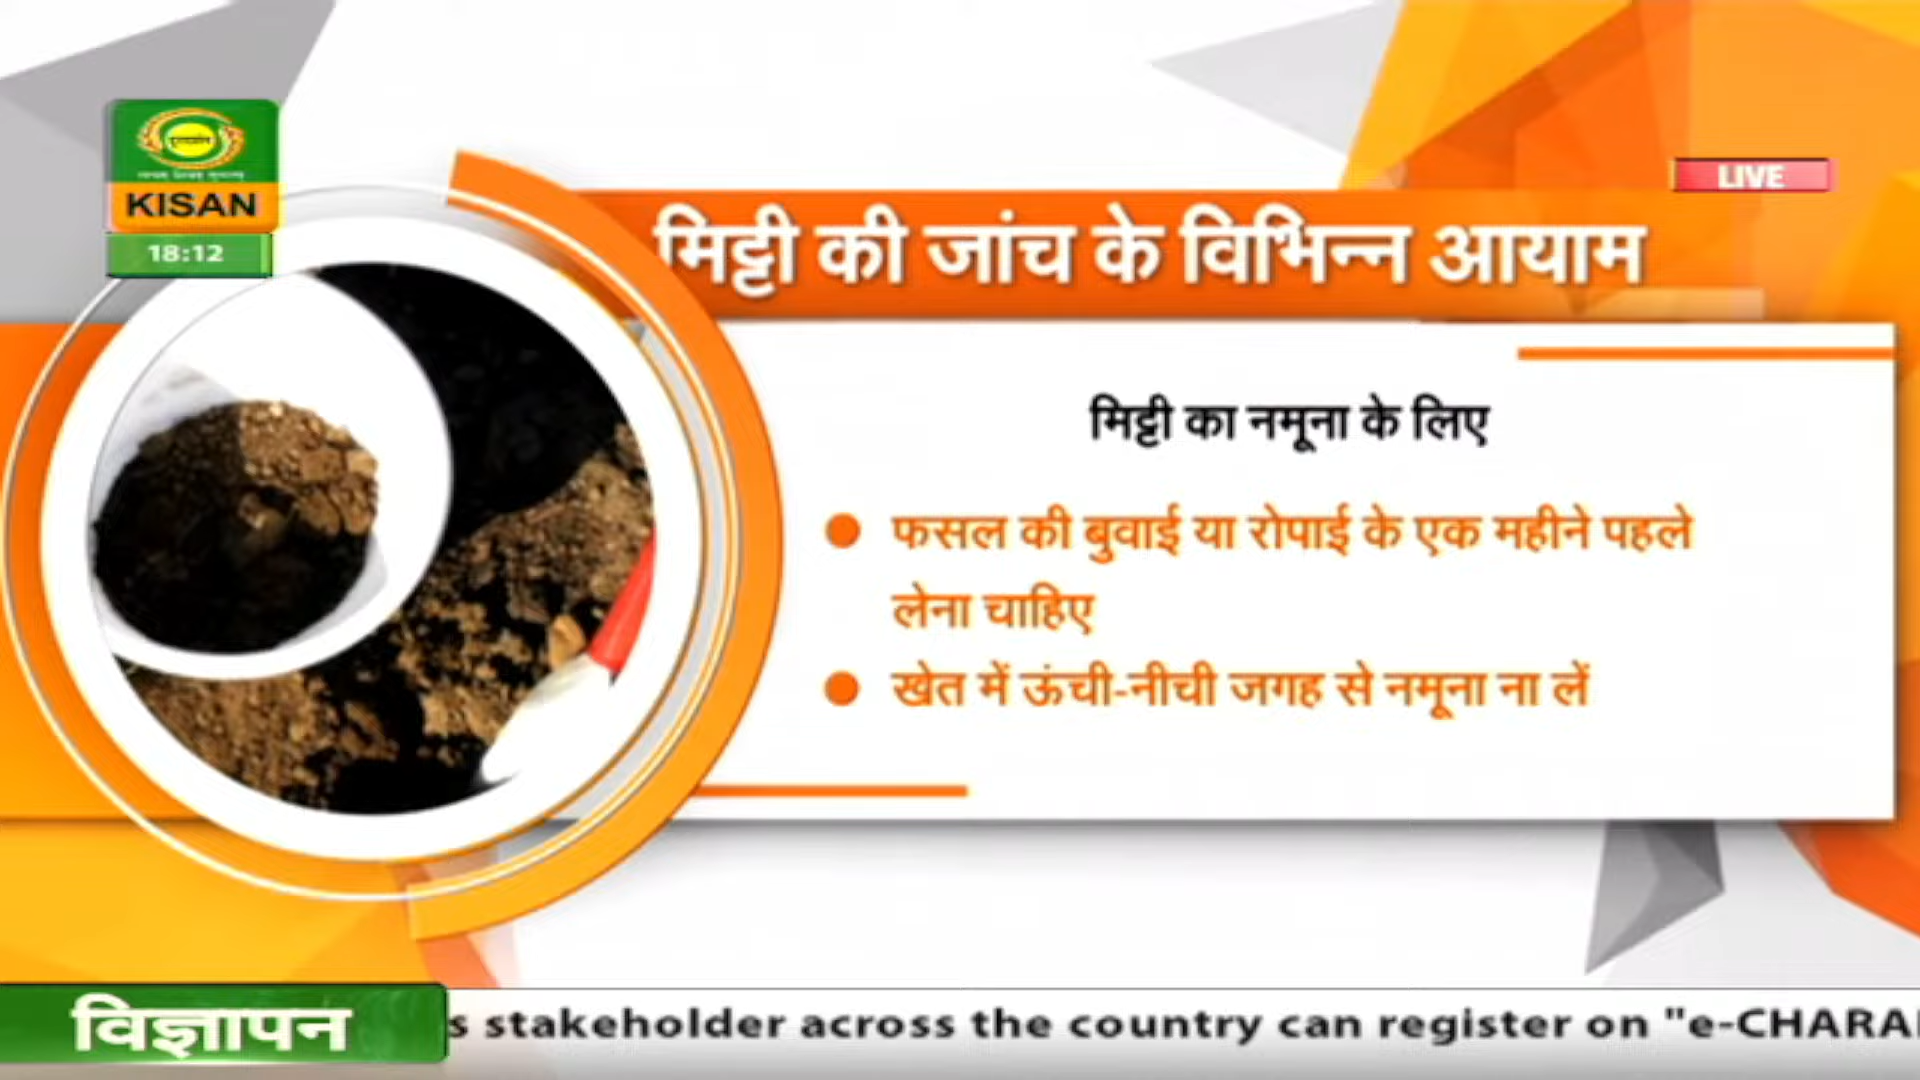 KISAN
18:12
LIVE
मिट्टी की जांच के विभिन्न आयाम
मिट्टी का नमूना के लिए
फसल की बुवाई या रोपाई के एक महीने पहले
लेना चाहिए
खेत में ऊंची-नीची जगह से नमूना ना लें
विज्ञापन
s stakeholder across the country can register on "e-CHARA